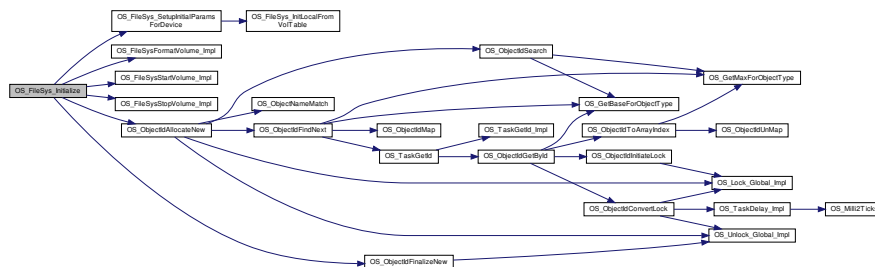 OS_FileSys_Initialize
OS_FileSys_SetupInitialParams
ForDevice
OS_FileSys_InitLocalFrom
VolTable
OS_FileSysFormatVolume_Impl
OS_FileSysStartVolume_Impl
OS_FileSysStopVolume_Impl
OS_ObjectIdAllocateNew
OS_ObjectNameMatch
OS_ObjectIdFindNext
OS_ObjectIdMap
OS_TaskGetId
OS_ObjectIdSearch
OS_TaskGetId_Impl
OS_ObjectIdGetById
OS_GetBaseForObjectType
OS_ObjectIdToArrayIndex
OS_ObjectIdInitiateLock
OS_ObjectIdConvertLock
OS_GetMaxForObjectType
OS_ObjectIdUnMap
OS_Lock_Global_Impl
OS_TaskDelay_Impl
OS_Milli2Ticks
OS_Unlock_Global_Impl
OS_ObjectIdFinalizeNew